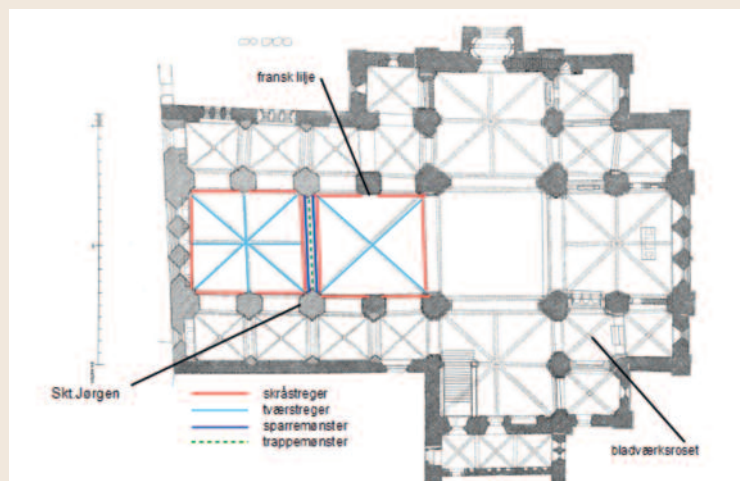 fransk lilje
Skt.Jørgen
skråstreger
tværstreger
sparremønster
trappemønster
bladværksroset